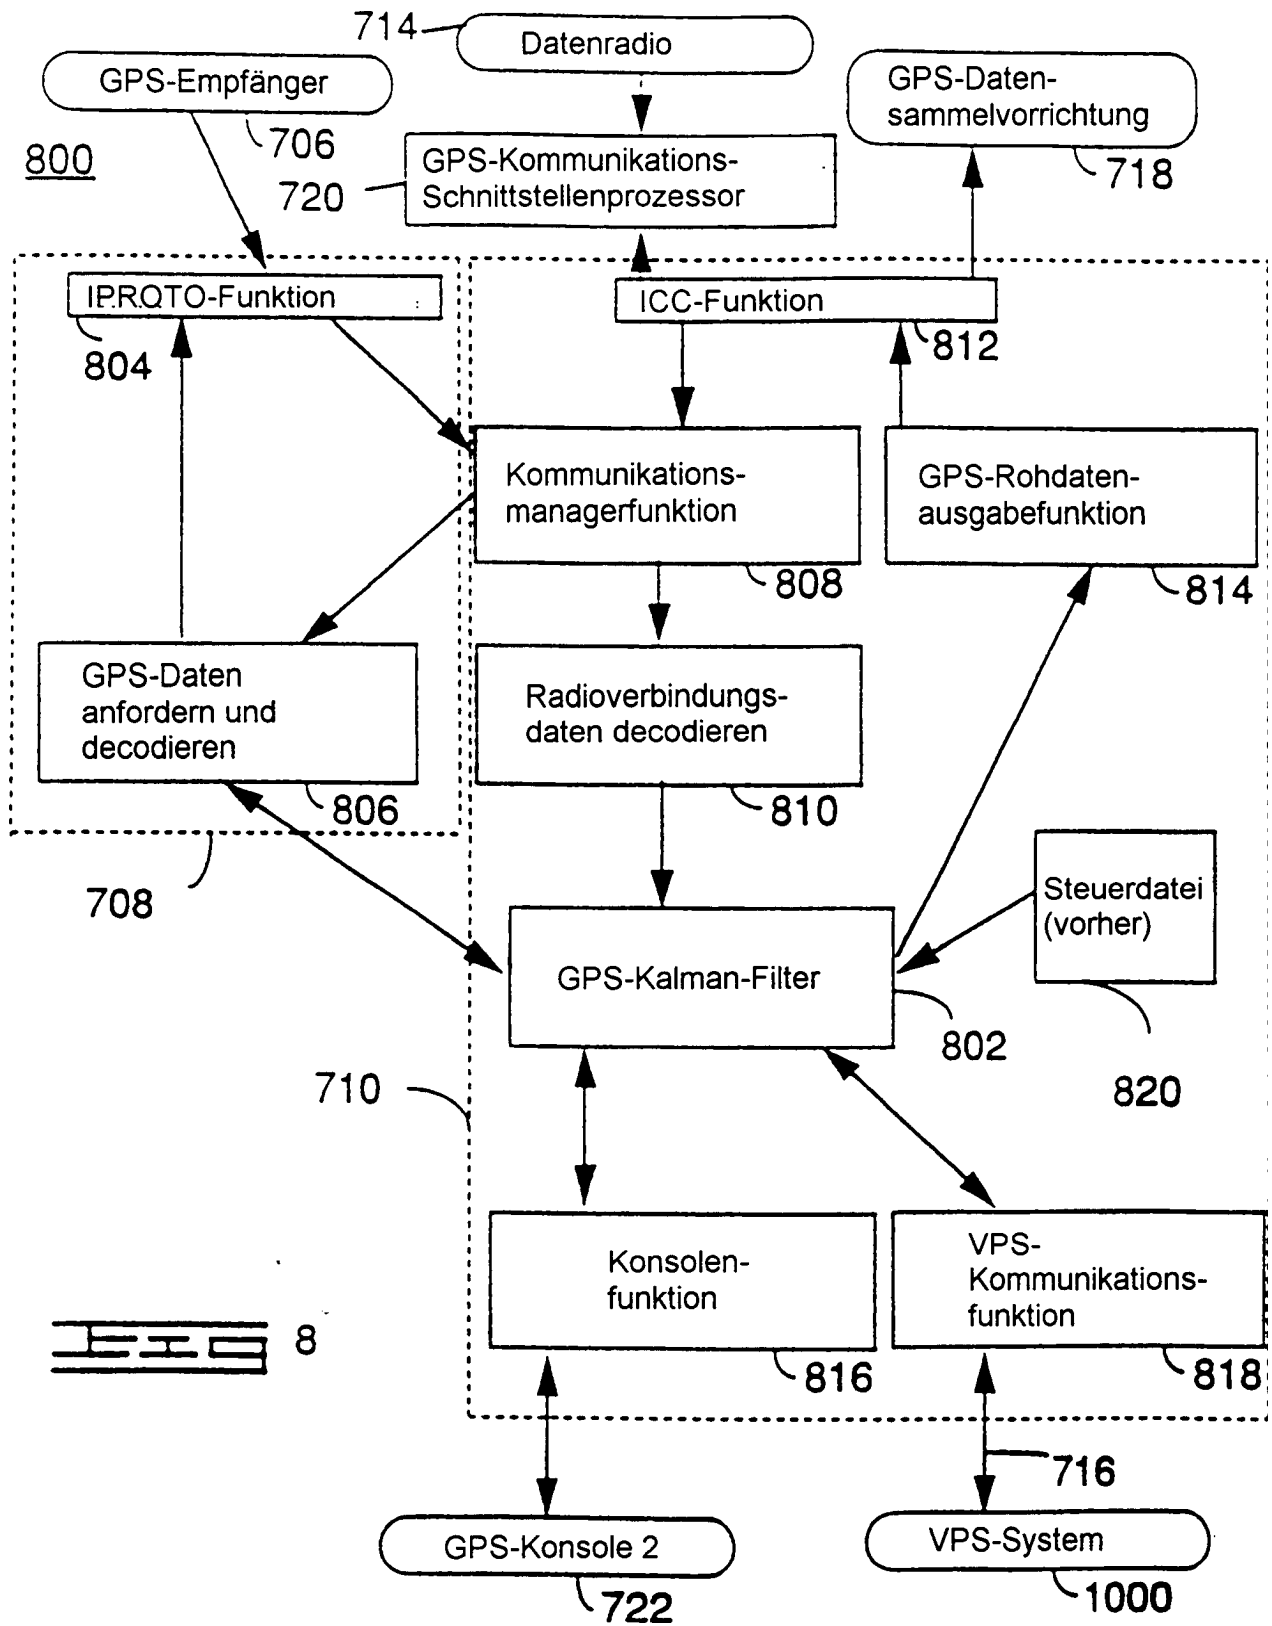 714
Datenradio
GPS-Empfänger
706
GPS-Daten-
sammelvorrichtung
718
800
GPS-Kommunikations-
Schnittstellenprozessor
720
IPROTO-Funktion
804
ICC-Funktion
812
Kommunikations-
managerfunktion
808
GPS-Rohdaten-
ausgabefunktion
814
GPS-Daten
anfordern und
decodieren
806
Radioverbindungs-
daten decodieren
810
708
Steuerdatei
(vorher)
820
GPS-Kalman-Filter
802
710
Konsolen-
funktion
816
VPS-
Kommunikations-
funktion
818
8
716
GPS-Konsole 2
722
VPS-System
1000